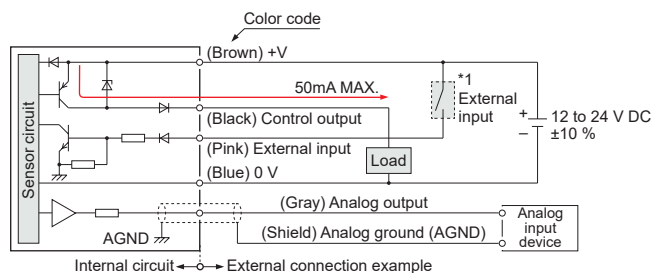 Color code
(Brown) +V
50mA MAX.
*1
External
input
(Black) Control output
(Pink) External input
Load
+
–
12 to 24 V DC
±10 %
(Blue) 0 V
Sensor circuit
(Gray) Analog output
(Shield) Analog ground (AGND)
Analog
input
device
AGND
Internal circuit
External connection example